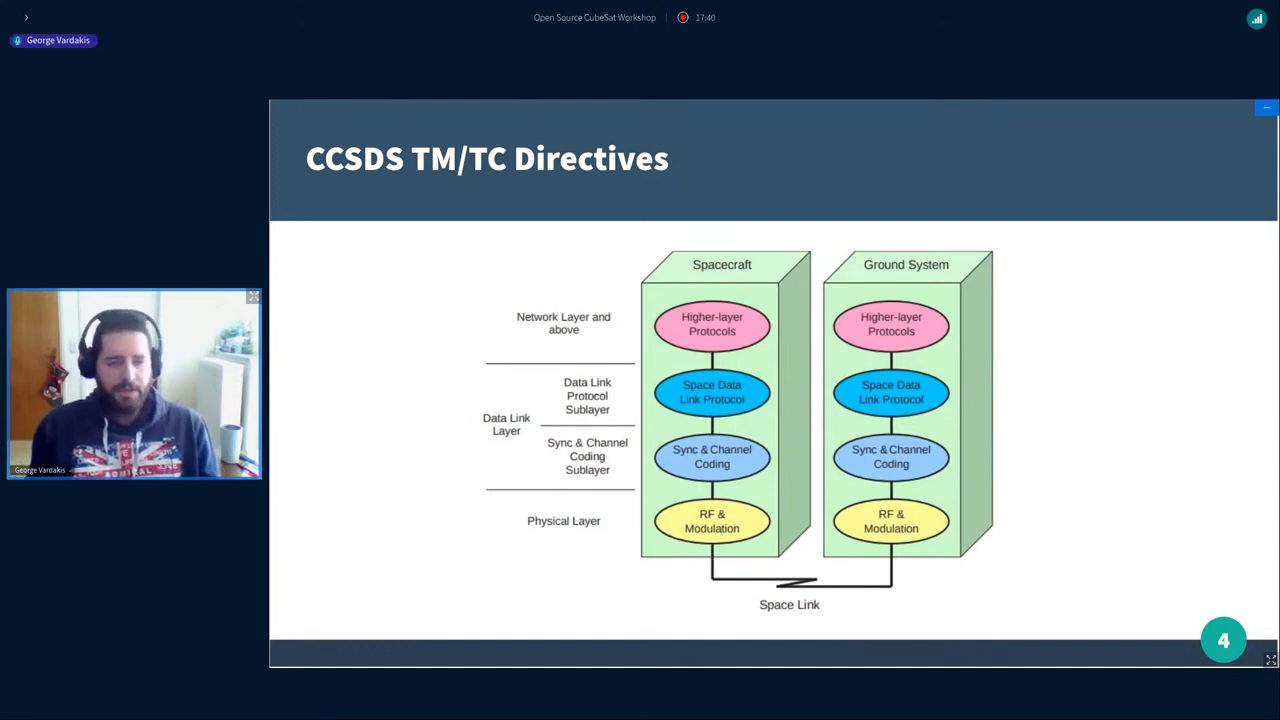 Open Source CubeSat Workshop
17:40
George Vardakis
CCSDS TM/TC Directives
Spacecraft
Ground System
Network Layer and
above
Higher-layer
Protocols
Higher-layer
Protocols
Data Link
Protocol
Sublayer
Space Data
Link Protocol
Space Data
Link Protocol
Data Link
Layer
Sync & Channel
Coding
Sublayer
Sync & Channel
Coding
Sync & Channel
Coding
Physical Layer
RF &
Modulation
RF &
Modulation
Space Link
ADMIRAL
George Vardakis
4